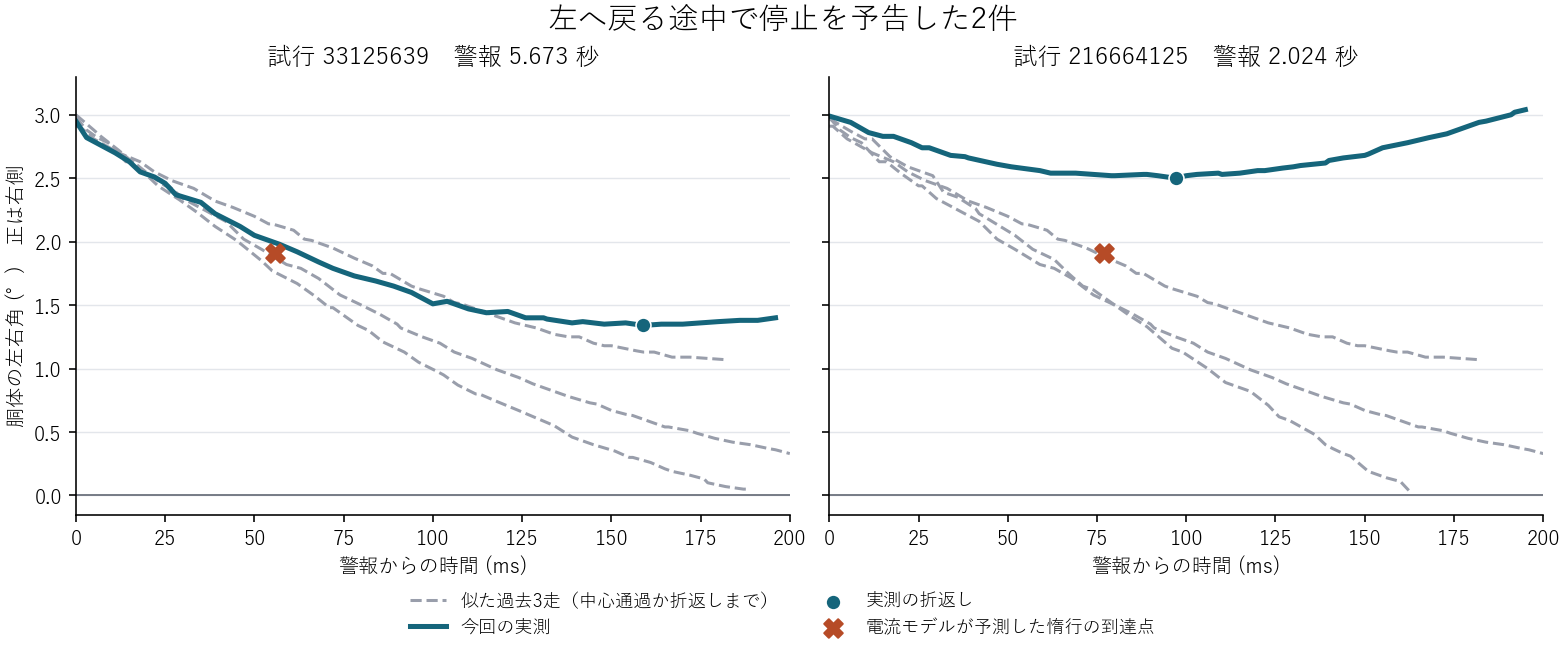 左へ戻る途中で停止を予告した2件
試行 33125639　警報 5.673 秒
試行 216664125　警報 2.024 秒
胴体の左右角 (° )　正は右側
3.0
2.5
2.0
1.5
1.0
0.5
0.0
0 25 50 75 100 125 150 175 200
0 25 50 75 100 125 150 175 200
警報からの時間 (ms)
警報からの時間 (ms)
似た過去3走（中心通過か折返しまで）
今回の実測
実測の折返し
電流モデルが予測した惰行の到達点